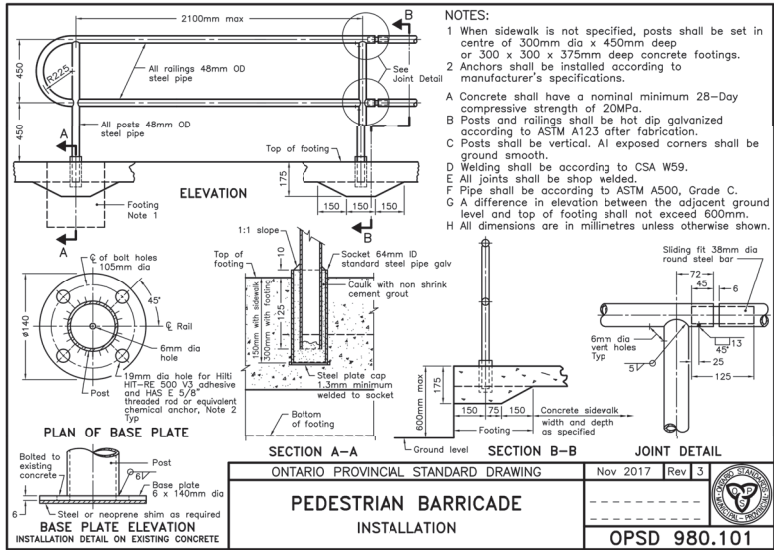 2100mm max
B
450
450
R225
All railings 48mm OD
steel pipe
See
Joint Detail
A
All posts 48mm OD
steel pipe
Top of footing
175
150 150 150
ELEVATION
Footing
Note 1
A
B
NOTES:
1 When sidewalk is not specified, posts shall be set in
centre of 300mm dia x 450mm deep
or 300 x 300 x 375mm deep concrete footings.
2 Anchors shall be installed according to
manufacturer's specifications.
A Concrete shall have a nominal minimum 28-Day
compressive strength of 20MPa.
B Posts and railings shall be hot dip galvanized
according to ASTM A123 after fabrication.
C Posts shall be vertical. Al exposed corners shall be
ground smooth.
D Welding shall be according to CSA W59.
E All joints shall be shop welded.
F Pipe shall be according to ASTM A500, Grade C.
G A difference in elevation between the adjacent ground
level and top of footing shall not exceed 600mm.
H All dimensions are in millimetres unless otherwise shown.
℄ of bolt holes
105mm dia
45°
℄ Rail
ø140
6mm dia
hole
Post
19mm dia hole for Hilti
HIT-RE 500 V3 adhesive
and HAS E 5/8"
threaded rod or equivalent
chemical anchor, Note 2
Typ
PLAN OF BASE PLATE
Bolted to
existing
concrete
Post
6
Base plate
6 x 140mm dia
6
Steel or neoprene shim as required
BASE PLATE ELEVATION
INSTALLATION DETAIL ON EXISTING CONCRETE
1:1 slope
Top of
footing
10
Socket 64mm ID
standard steel pipe galv
Caulk with non shrink
cement grout
150mm with sidewalk
300mm with footing
125
Steel plate cap
1.3mm minimum
welded to socket
Bottom
of footing
SECTION A-A
600mm max
175
150 75 150
Footing
Concrete sidewalk
width and depth
as specified
Ground level
SECTION B-B
Sliding fit 38mm dia
round steel bar
72
45
6
6mm dia
vent holes
Typ
5
13
45°
25
125
JOINT DETAIL
ONTARIO PROVINCIAL STANDARD DRAWING
Nov 2017 Rev 3
PEDESTRIAN BARRICADE
INSTALLATION
ONTARIO STANDARDS
MUNICIPAL - PROVINCIAL
O P S
OPSD 980.101